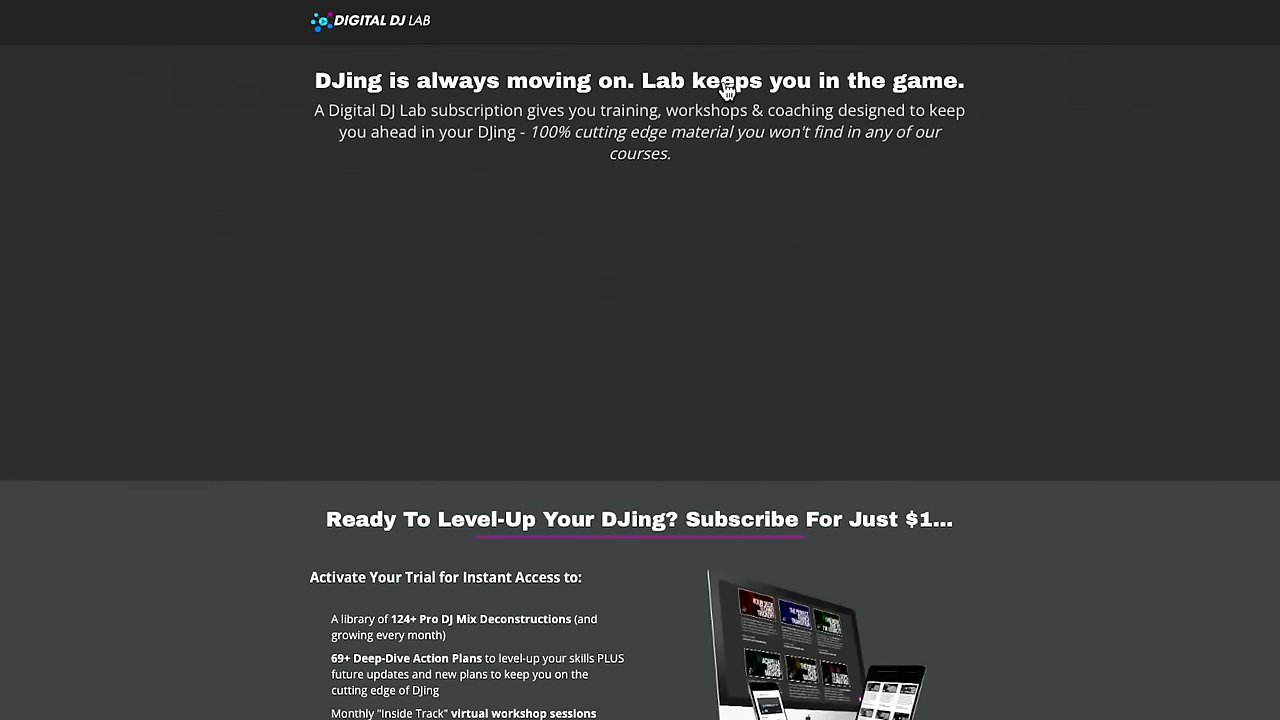 DIGITAL DJ LAB
DJing is always moving on. Lab keeps you in the game.
A Digital DJ Lab subscription gives you training, workshops & coaching designed to keep
you ahead in your DJing - 100% cutting edge material you won't find in any of our
courses.
Ready To Level-Up Your DJing? Subscribe For Just $1...
Activate Your Trial for Instant Access to:
A library of 124+ Pro DJ Mix Deconstructions (and
growing every month)
69+ Deep-Dive Action Plans to level-up your skills PLUS
future updates and new plans to keep you on the
cutting edge of DJing
Monthly "Inside Track" virtual workshop sessions